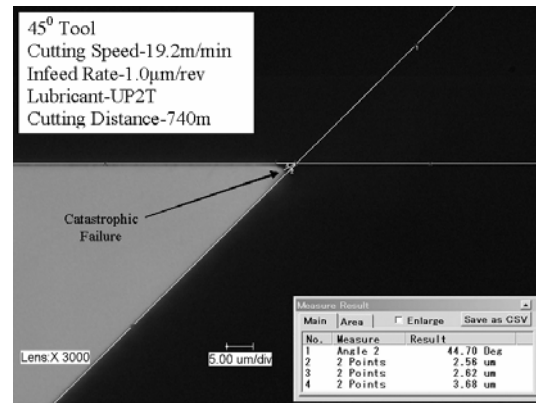 45⁰ Tool
Cutting Speed-19.2m/min
Infeed Rate-1.0µm/rev
Lubricant-UP2T
Cutting Distance-740m
Catastrophic
Failure
Lens:X 3000
5.00 um/div
Measure Result
Main Area Enlarge Save as CSV
No. Measure Result
1 Angle 2 44.70 Deg
2 2 Points 2.56 um
3 2 Points 2.62 um
4 2 Points 3.68 um